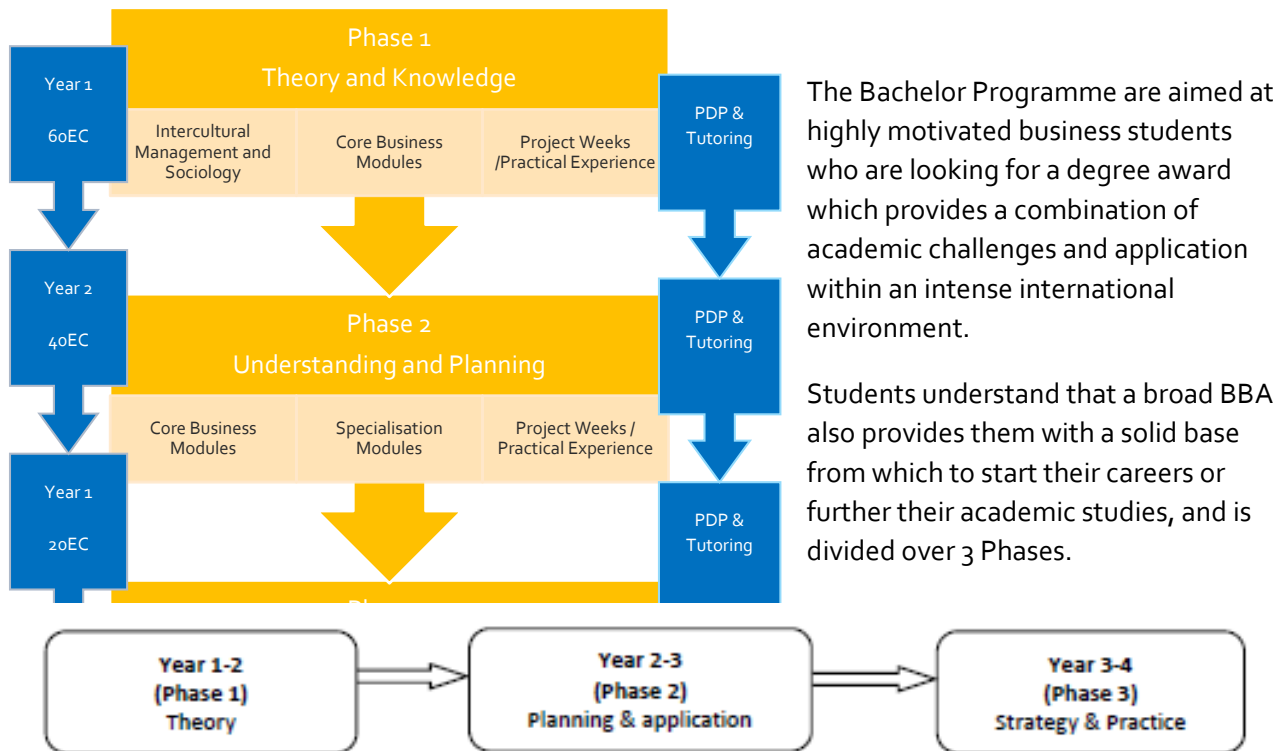 Phase 1
Theory and Knowledge
Year 1
60EC
Intercultural
Management and
Sociology
Core Business
Modules
Project Weeks
/Practical Experience
PDP &
Tutoring
Year 2
40EC
Phase 2
Understanding and Planning
PDP &
Tutoring
Core Business
Modules
Specialisation
Modules
Project Weeks /
Practical Experience
Year 1
20EC
PDP &
Tutoring
The Bachelor Programme are aimed at
highly motivated business students
who are looking for a degree award
which provides a combination of
academic challenges and application
within an intense international
environment.
Students understand that a broad BBA
also provides them with a solid base
from which to start their careers or
further their academic studies, and is
divided over 3 Phases.
Year 1-2
(Phase 1)
Theory
Year 2-3
(Phase 2)
Planning & application
Year 3-4
(Phase 3)
Strategy & Practice